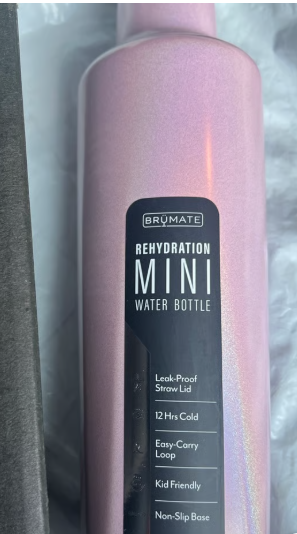 BRÜMATE
REHYDRATION
MINI
WATER BOTTLE
Leak-Proof
Straw Lid
12 Hrs Cold
Easy-Carry
Loop
Kid Friendly
Non-Slip Base